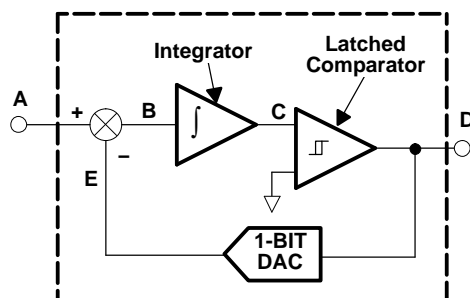 Integrator
Latched
Comparator
A
+
B
∫
C
D
−
E
1-BIT
DAC